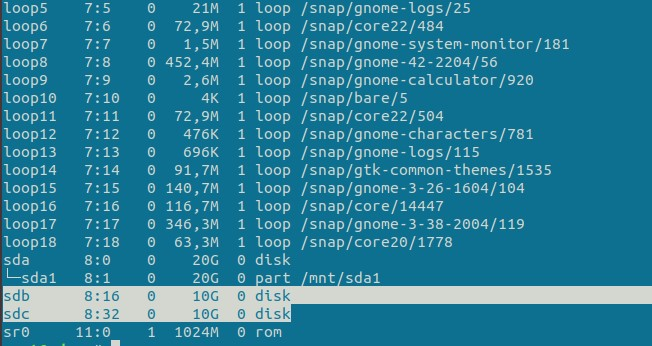 loop5 7:5 0 21M 1 loop /snap/gnome-logs/25
loop6 7:6 0 72,9M 1 loop /snap/core22/484
loop7 7:7 0 1,5M 1 loop /snap/gnome-system-monitor/181
loop8 7:8 0 452,4M 1 loop /snap/gnome-42-2204/56
loop9 7:9 0 2,6M 1 loop /snap/gnome-calculator/920
loop10 7:10 0 4K 1 loop /snap/bare/5
loop11 7:11 0 72,9M 1 loop /snap/core22/504
loop12 7:12 0 476K 1 loop /snap/gnome-characters/781
loop13 7:13 0 696K 1 loop /snap/gnome-logs/115
loop14 7:14 0 91,7M 1 loop /snap/gtk-common-themes/1535
loop15 7:15 0 140,7M 1 loop /snap/gnome-3-26-1604/104
loop16 7:16 0 116,7M 1 loop /snap/core/14447
loop17 7:17 0 346,3M 1 loop /snap/gnome-3-38-2004/119
loop18 7:18 0 63,3M 1 loop /snap/core20/1778
sda 8:0 0 20G 0 disk
└─sda1 8:1 0 20G 0 part /mnt/sda1
sdb 8:16 0 10G 0 disk
sdc 8:32 0 10G 0 disk
sr0 11:0 1 1024M 0 rom